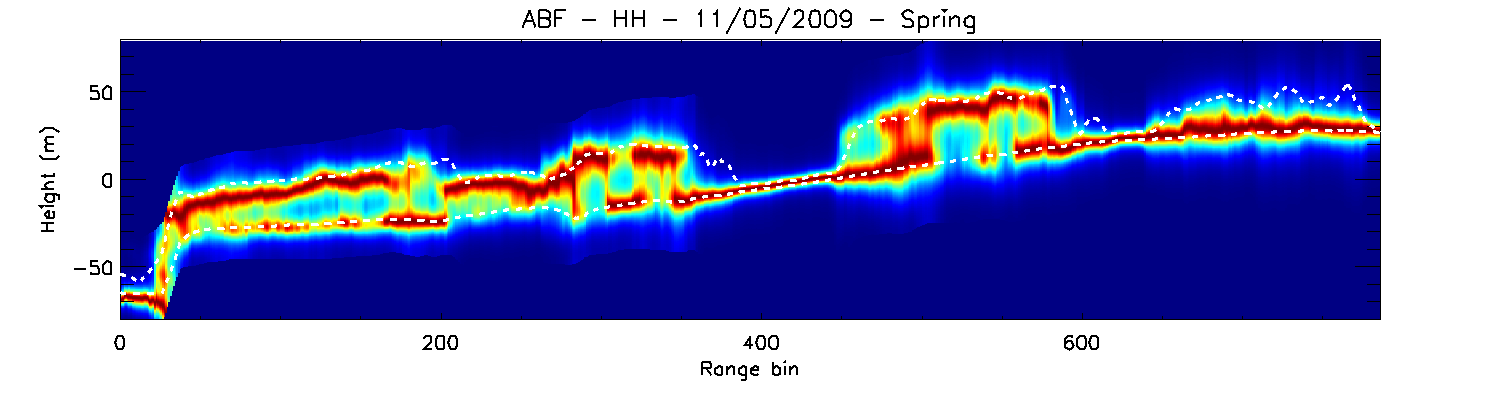 ABF - HH - 11/05/2009 - Spring
50
0
-50
Height (m)
0 200 400 600
Range bin